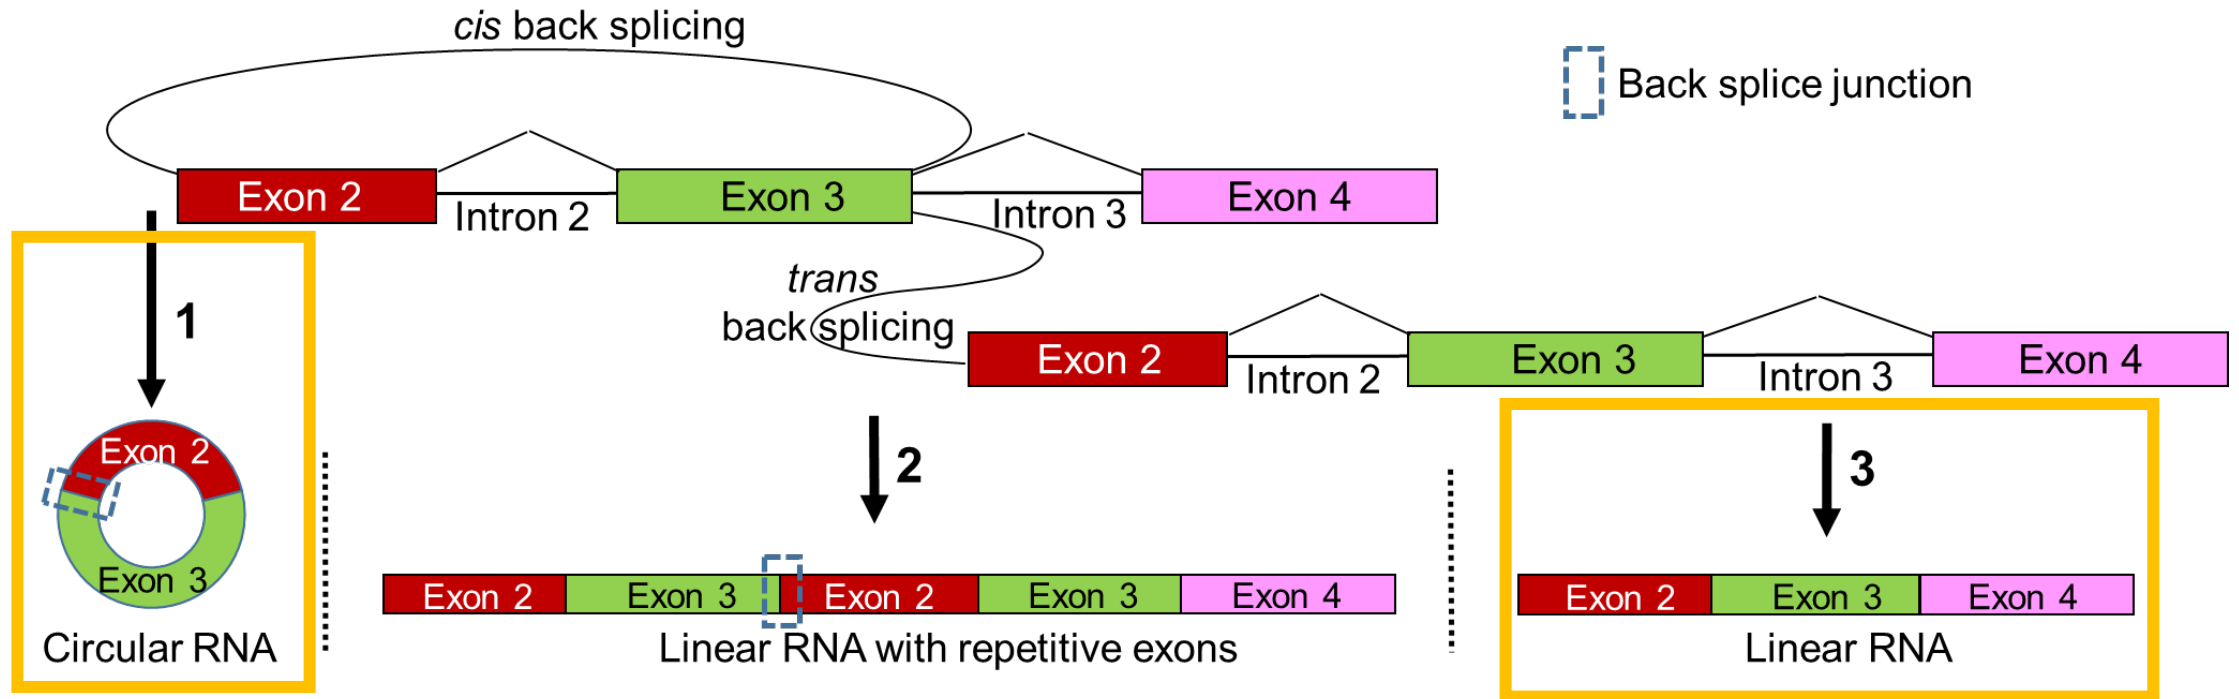 cis back splicing
Back splice junction
Exon 2
Intron 2
Exon 3
Intron 3
Exon 4
trans
back splicing
Exon 2
Intron 2
Exon 3
Intron 3
Exon 4
1
Exon 2
Exon 3
Circular RNA
2
Exon 2
Exon 3
Exon 2
Exon 3
Exon 4
Linear RNA with repetitive exons
3
Exon 2
Exon 3
Exon 4
Linear RNA